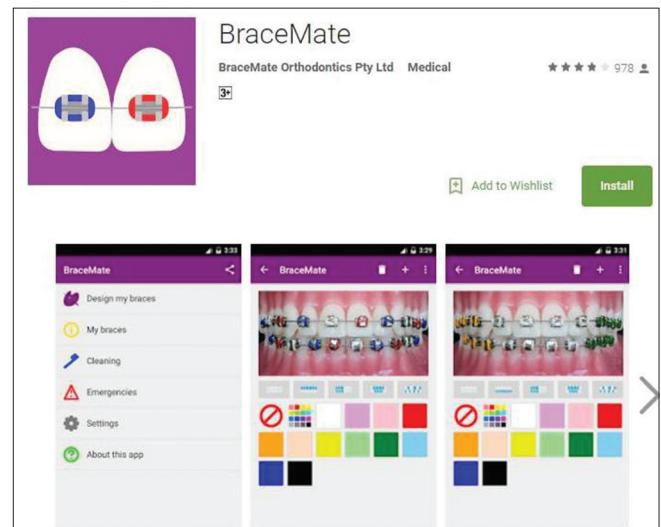 BraceMate
BraceMate Orthodontics Pty Ltd Medical 978
3+
Add to Wishlist Install
3:33
BraceMate
Design my braces
My braces
Cleaning
Emergencies
Settings
About this app
3:29
BraceMate
3:31
BraceMate